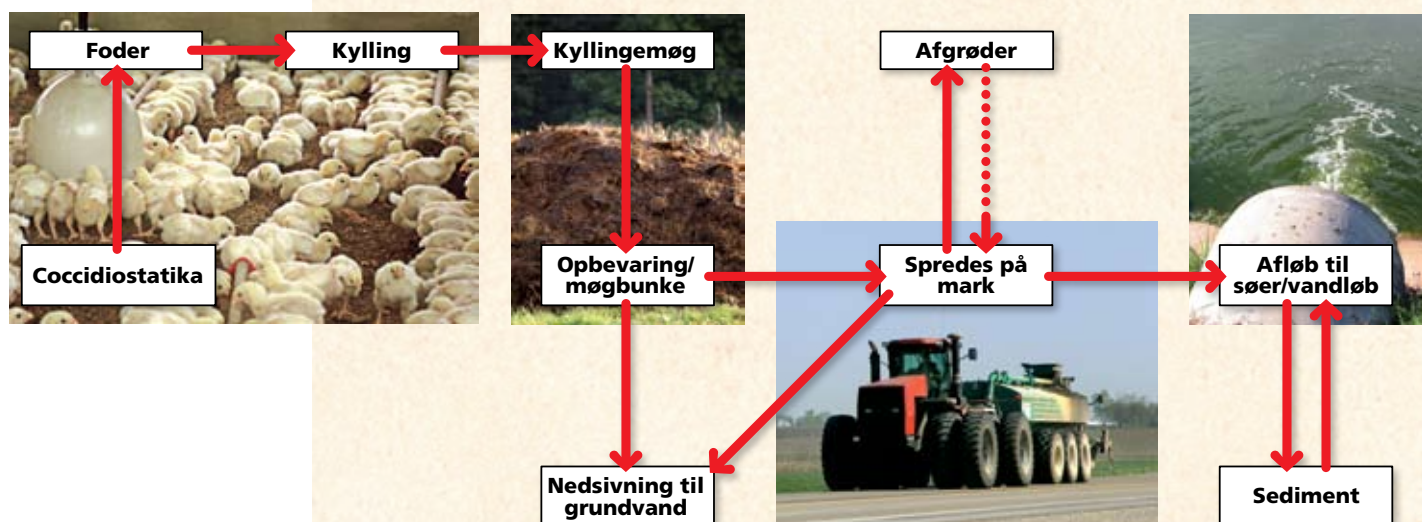 Foder
Kylling
Kyllingemøg
Afgrøder
Coccidiostatika
Opbevaring/
møgbunke
Spredes på
mark
Afløb til
søer/vandløb
Nedsivning til
grundvand
Sediment